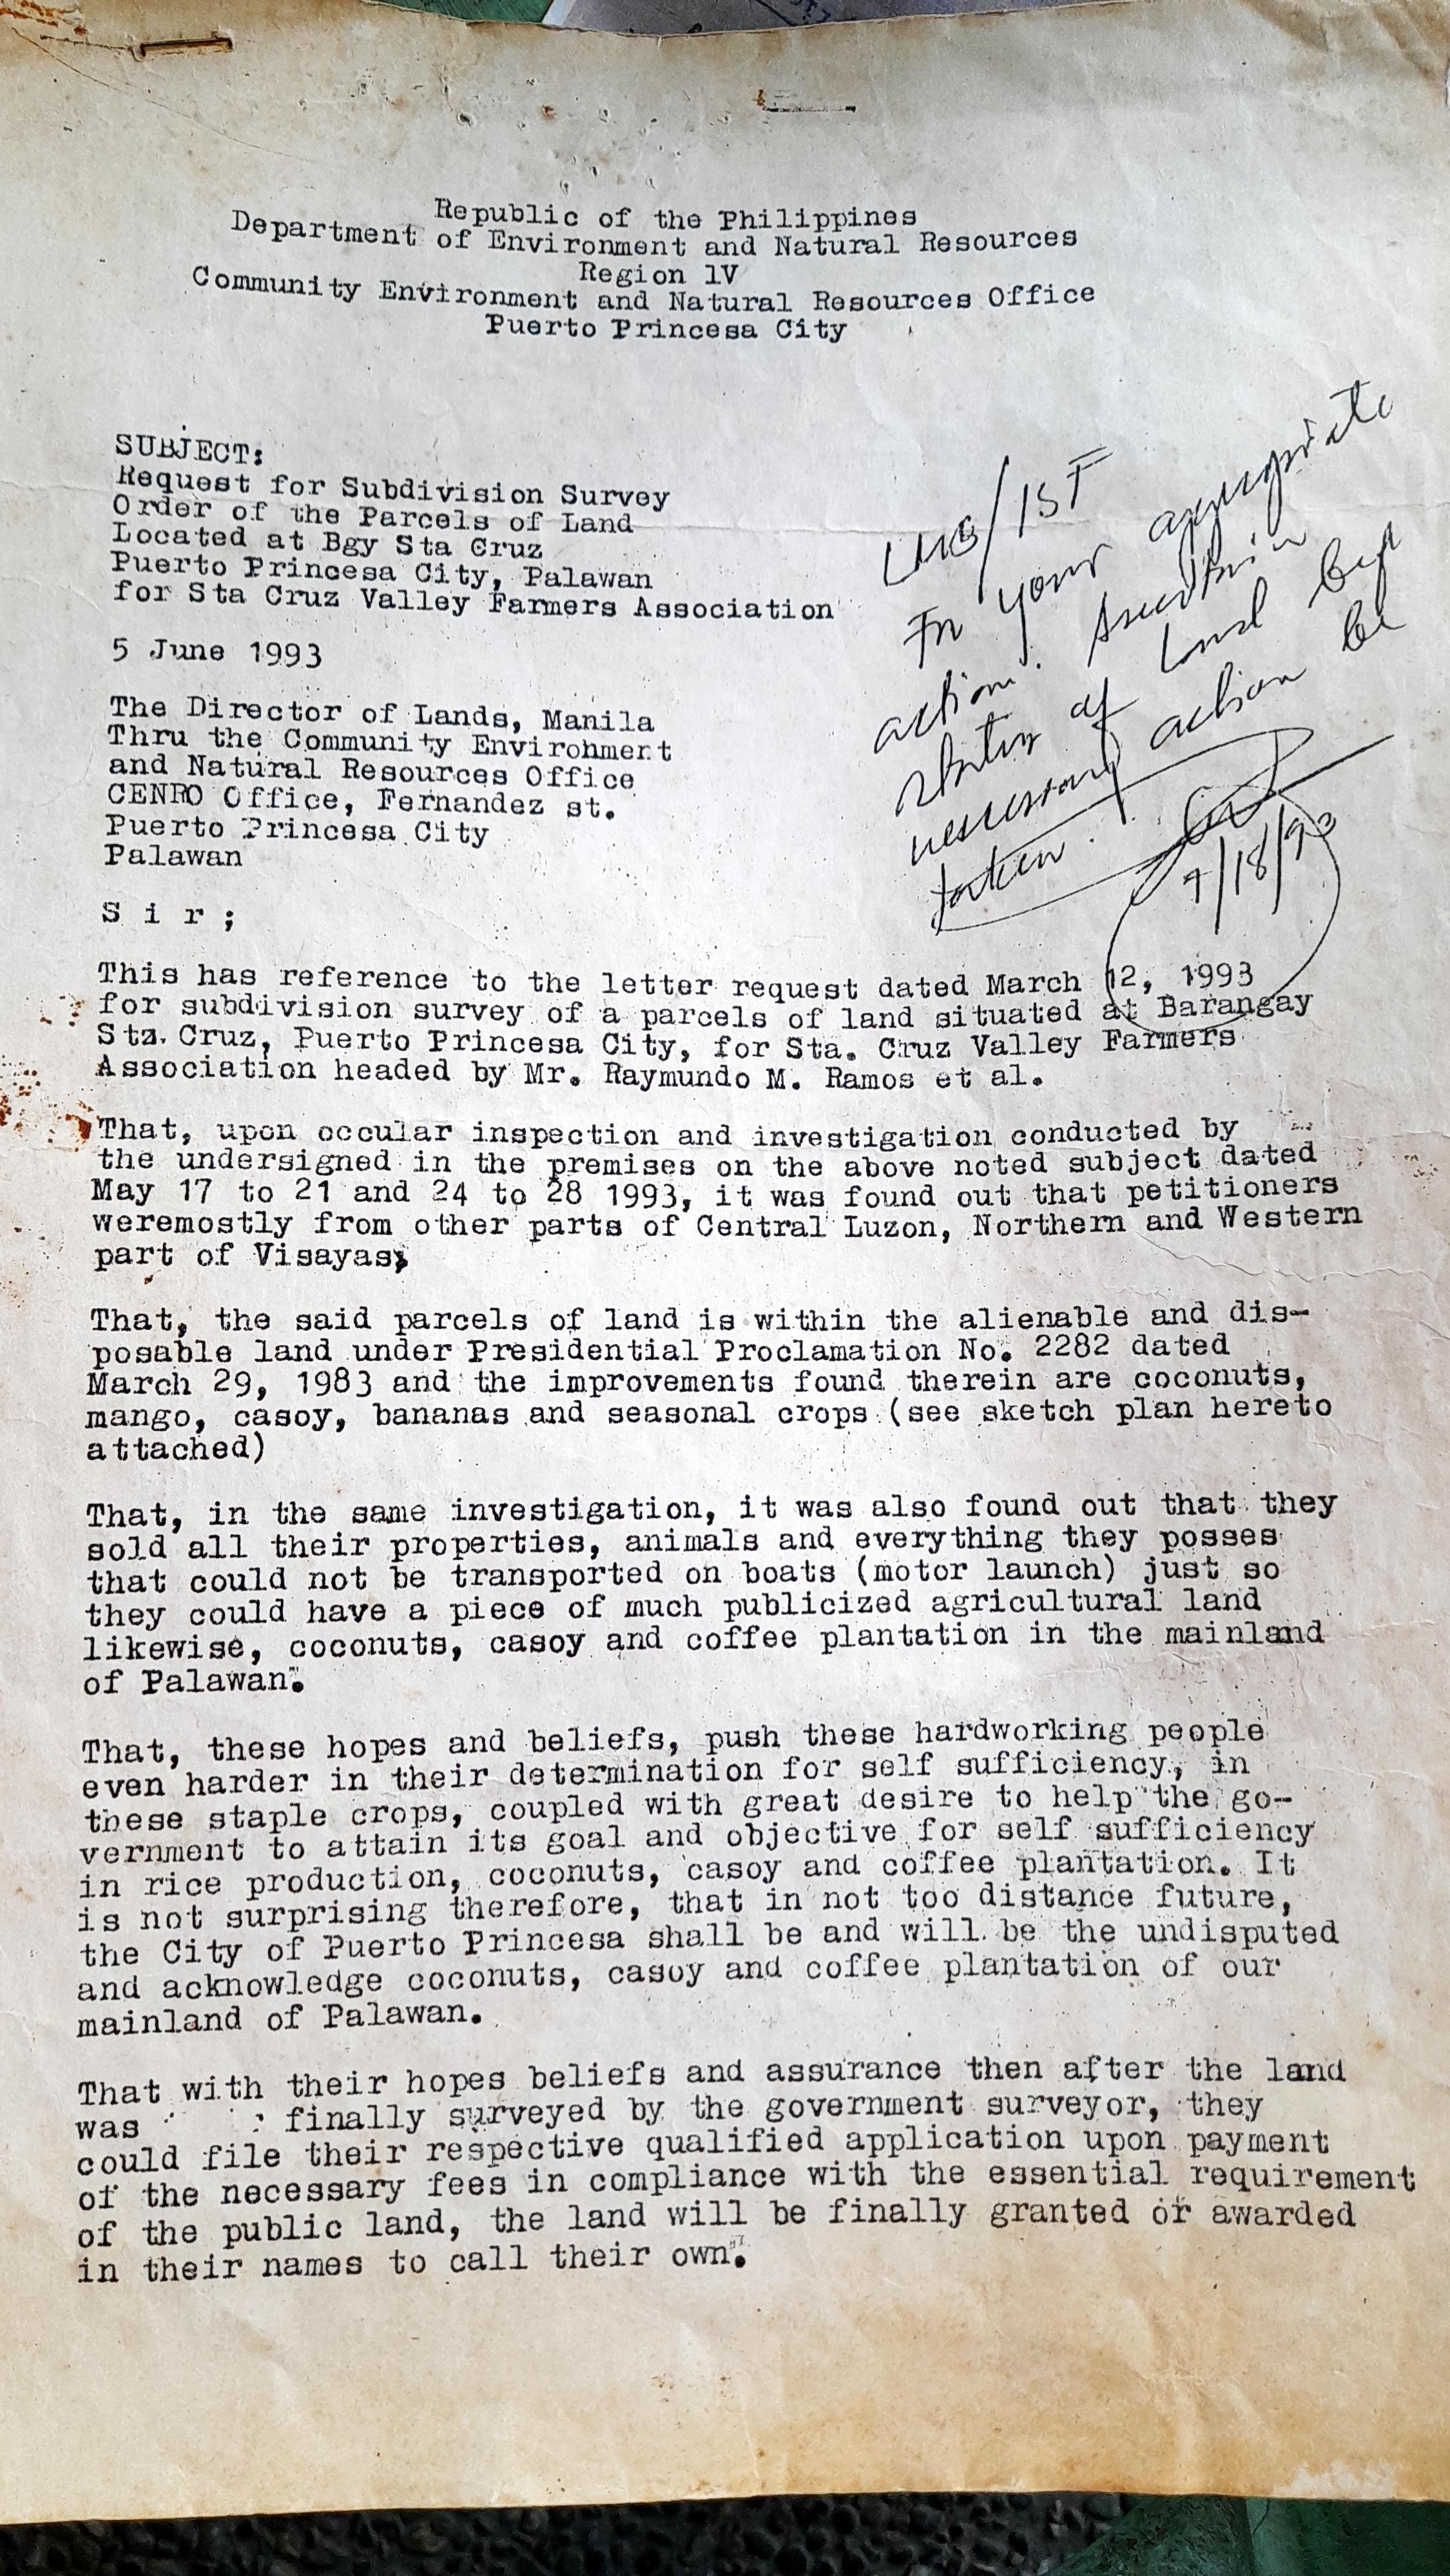 Republic of the Philippines
Department of Environment and Natural Resources
Region 1V
Community Environment and Natural Resources Office
Puerto Princesa City
SUBJECT:
Request for Subdivision Survey
Order of the Parcels of Land
Located at Bgy Sta Cruz
Puerto Princesa City, Palawan
for Sta Cruz Valley Farmers Association
5 June 1993
The Director of Lands, Manila
Thru the Community Environment
and Natural Resources Office
CENRO Office, Fernandez st.
Puerto Princesa City
Palawan
S i r ;
/IST
your appropriate
action.
status of land
necessary action be
taken.
/18/93
This has reference to the letter request dated March 12, 1993
for subdivision survey of a parcels of land situated at Barangay
Sta. Cruz, Puerto Princesa City, for Sta. Cruz Valley Farmers
Association headed by Mr. Raymundo M. Ramos et al.
That, upon occular inspection and investigation conducted by
the undersigned in the premises on the above noted subject dated
May 17 to 21 and 24 to 28 1993, it was found out that petitioners
weremostly from other parts of Central Luzon, Northern and Western
part of Visayas;
That, the said parcels of land is within the alienable and dis-
posable land under Presidential Proclamation No. 2282 dated
March 29, 1983 and the improvements found therein are coconuts,
mango, casoy, bananas and seasonal crops (see sketch plan hereto
attached)
That, in the same investigation, it was also found out that they
sold all their properties, animals and everything they posses
that could not be transported on boats (motor launch) just so
they could have a piece of much publicized agricultural land
likewise, coconuts, casoy and coffee plantation in the mainland
of Palawan.
That, these hopes and beliefs, push these hardworking people
even harder in their determination for self sufficiency, in
these staple crops, coupled with great desire to help the go-
vernment to attain its goal and objective for self sufficiency
in rice production, coconuts, casoy and coffee plantation. It
is not surprising therefore, that in not too distance future,
the City of Puerto Princesa shall be and will be the undisputed
and acknowledge coconuts, casoy and coffee plantation of our
mainland of Palawan.
That with their hopes beliefs and assurance then after the land
was finally surveyed by the government surveyor, they
could file their respective qualified application upon payment
of the necessary fees in compliance with the essential requirement
of the public land, the land will be finally granted or awarded
in their names to call their own.